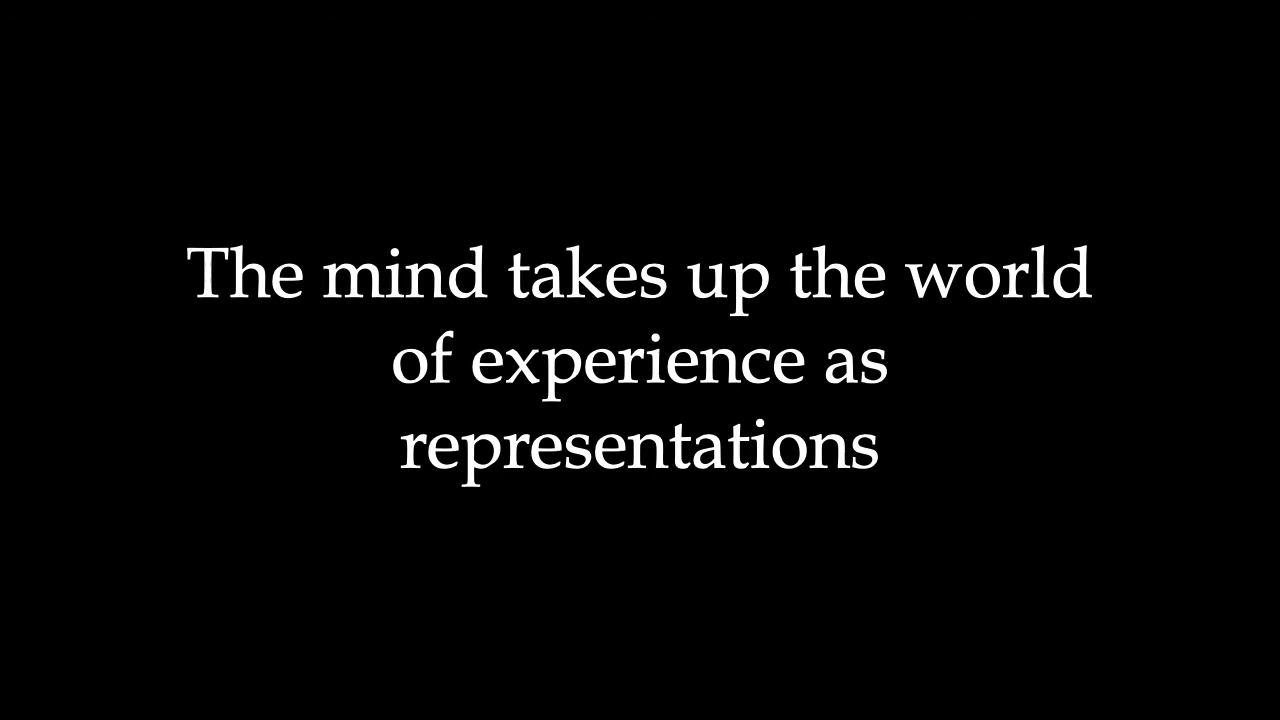 The mind takes up the world
of experience as
representations